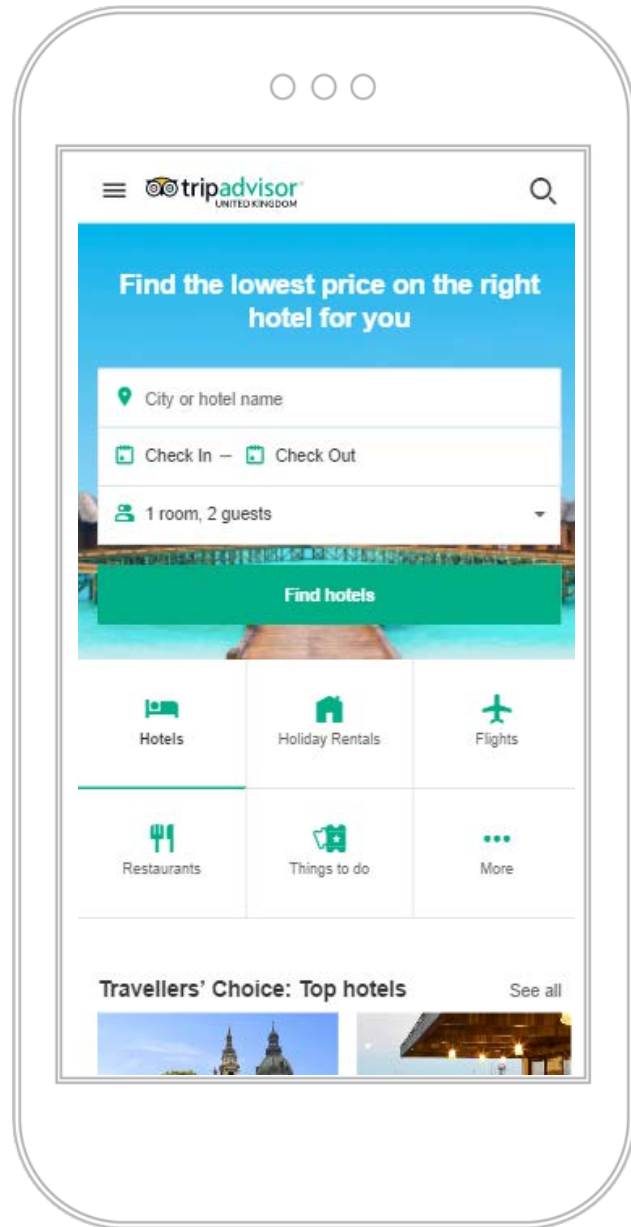 tripadvisor
UNITED KINGDOM
Find the lowest price on the right
hotel for you
City or hotel name
Check In – Check Out
1 room, 2 guests
Find hotels
Hotels Holiday Rentals Flights
Restaurants Things to do More
Travellers' Choice: Top hotels See all